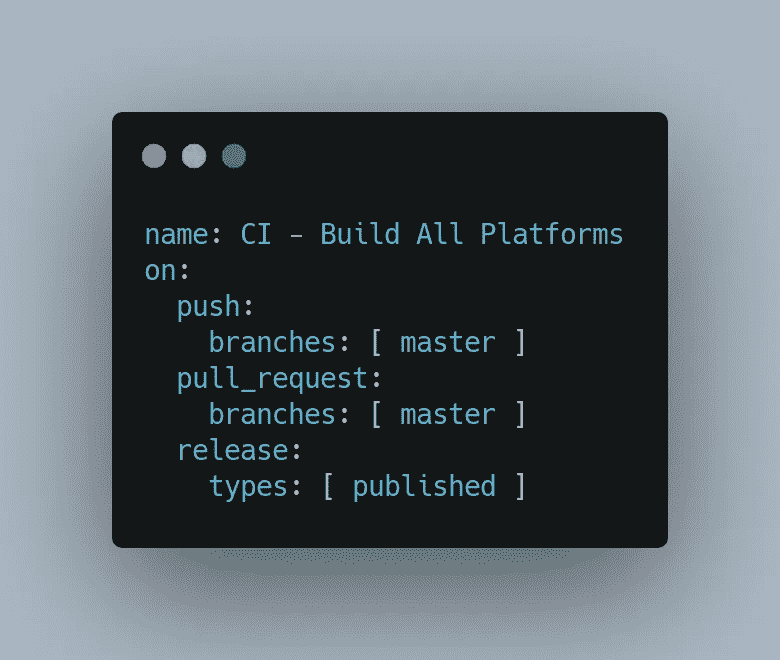 name: CI - Build All Platforms
on:
  push:
    branches: [ master ]
  pull_request:
    branches: [ master ]
  release:
    types: [ published ]